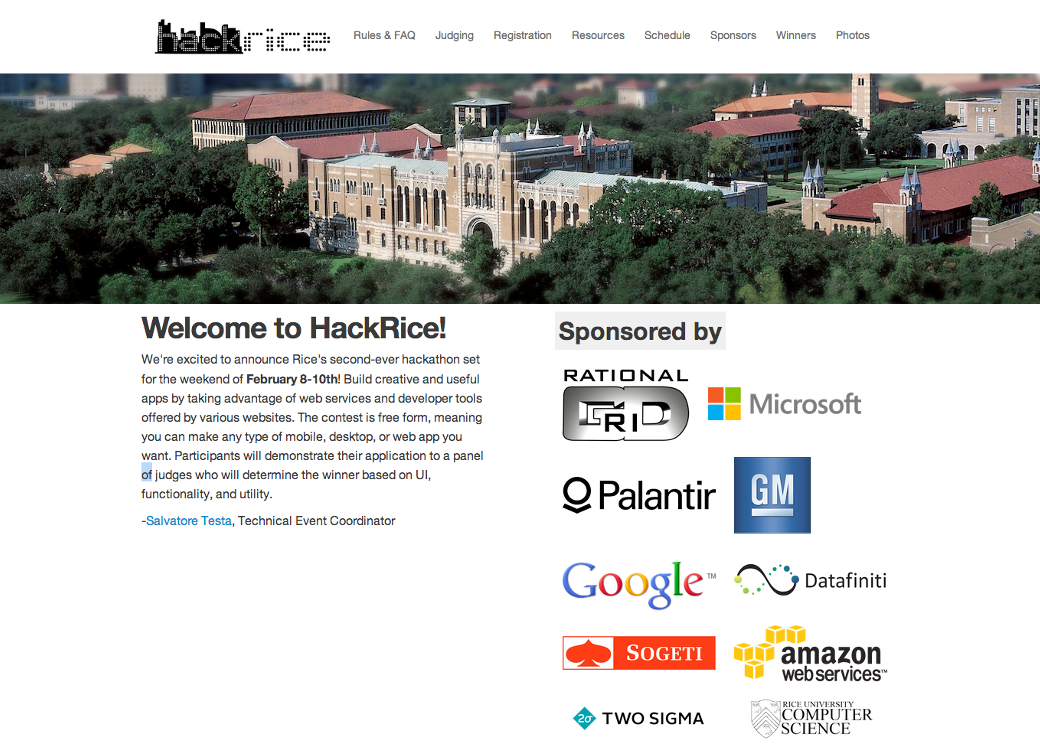 hackrice
Rules & FAQ Judging Registration Resources Schedule Sponsors Winners Photos
Welcome to HackRice!
We're excited to announce Rice's second-ever hackathon set
for the weekend of February 8-10th! Build creative and useful
apps by taking advantage of web services and developer tools
offered by various websites. The contest is free form, meaning
you can make any type of mobile, desktop, or web app you
want. Participants will demonstrate their application to a panel
of judges who will determine the winner based on UI,
functionality, and utility.
-Salvatore Testa, Technical Event Coordinator
Sponsored by
RATIONAL
GRID
Microsoft
Palantir
GM
Google™
Datafiniti
SOGETI
amazon
webservices™
2σ TWO SIGMA
RICE UNIVERSITY
COMPUTER
SCIENCE